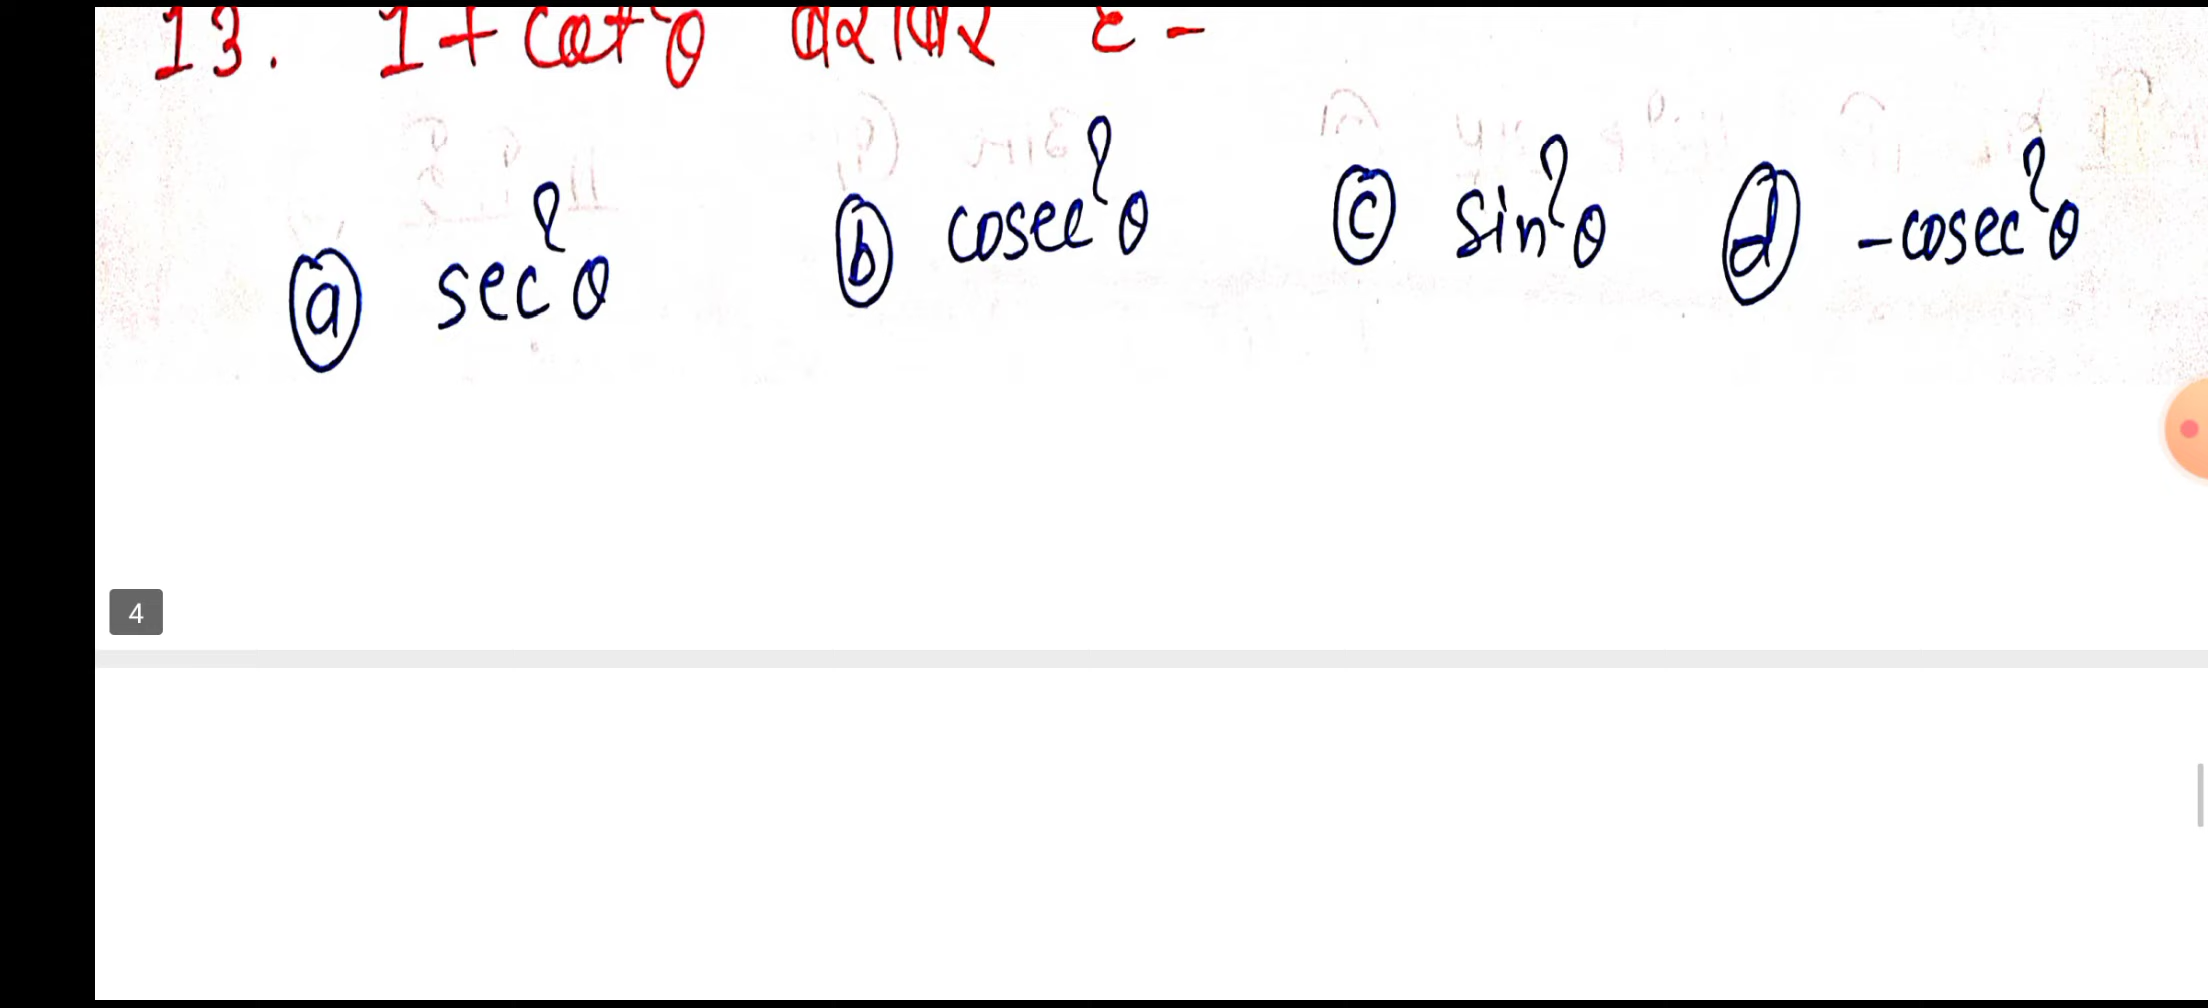 13. 1 + cot²θ बराबर है -
ⓐ sec²θ ⓑ cosec²θ ⓒ sin²θ ⓓ -cosec²θ
4